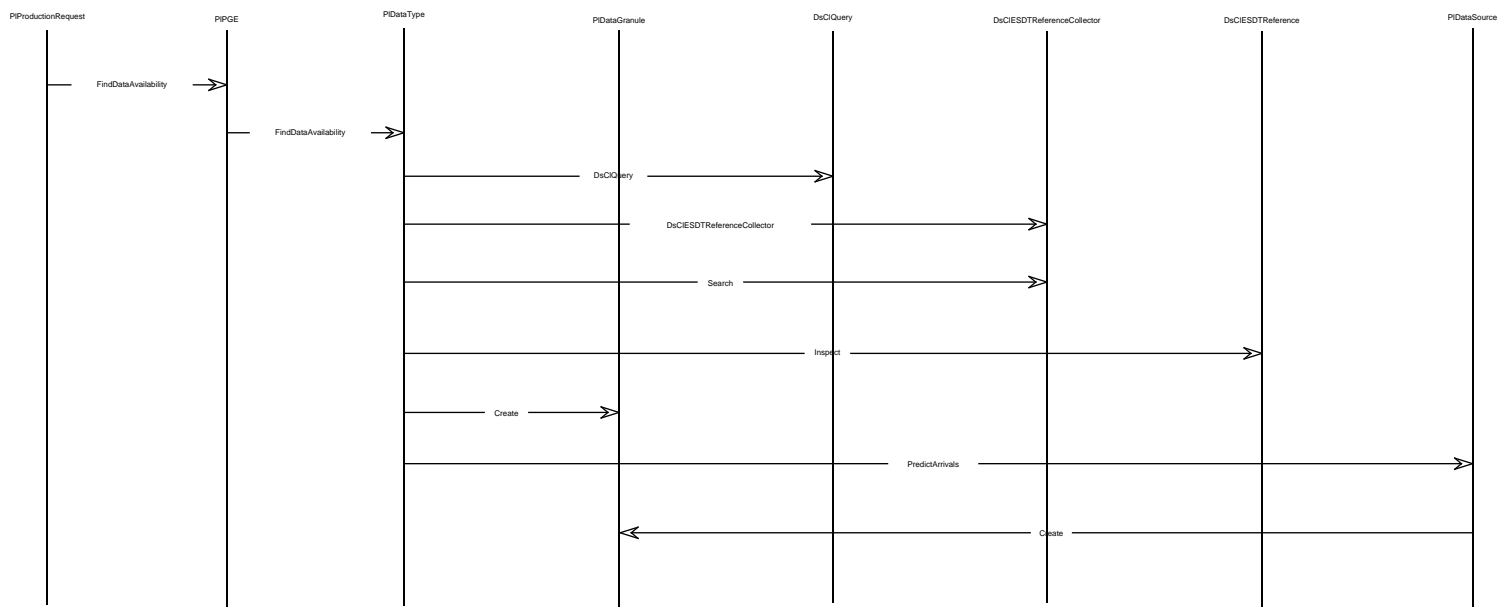 PlProductionRequest
PlPGE
PlDataType
PlDataGranule
DsClQuery
DsClESDTReferenceCollector
DsClESDTReference
PlDataSource
FindDataAvailability
FindDataAvailability
DsClQuery
DsClESDTReferenceCollector
Search
Inspect
Create
PredictArrivals
Create